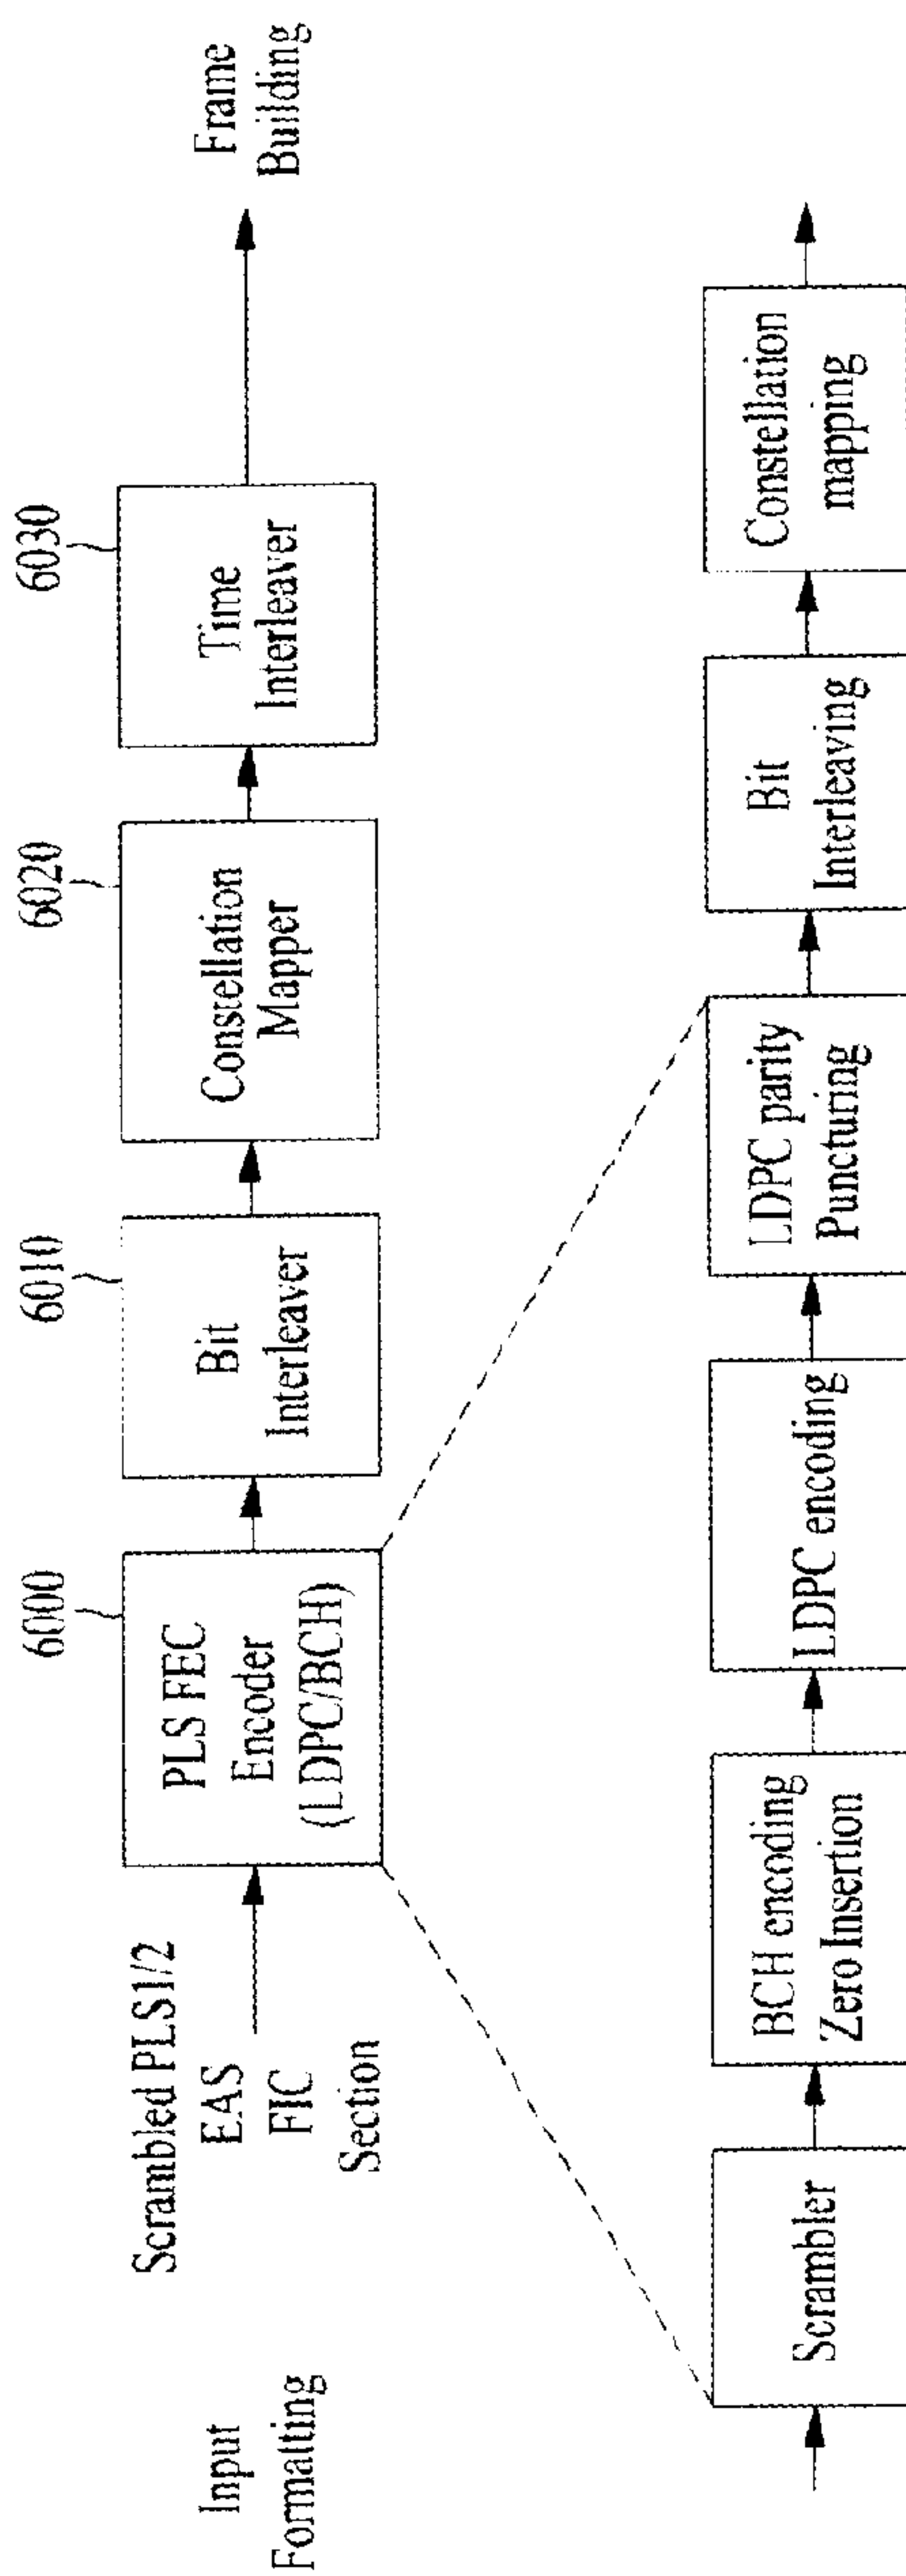 Input
Formatting
Scrambled PLS1/2
EAS
FIC
Section
6000
PLS FEC
Encoder
(LDPC/BCH)
6010
Bit
Interleaver
6020
Constellation
Mapper
6030
Time
Interleaver
Frame
Building
Scrambler
BCH encoding
Zero Insertion
LDPC encoding
LDPC parity
Puncturing
Bit
Interleaving
Constellation
mapping